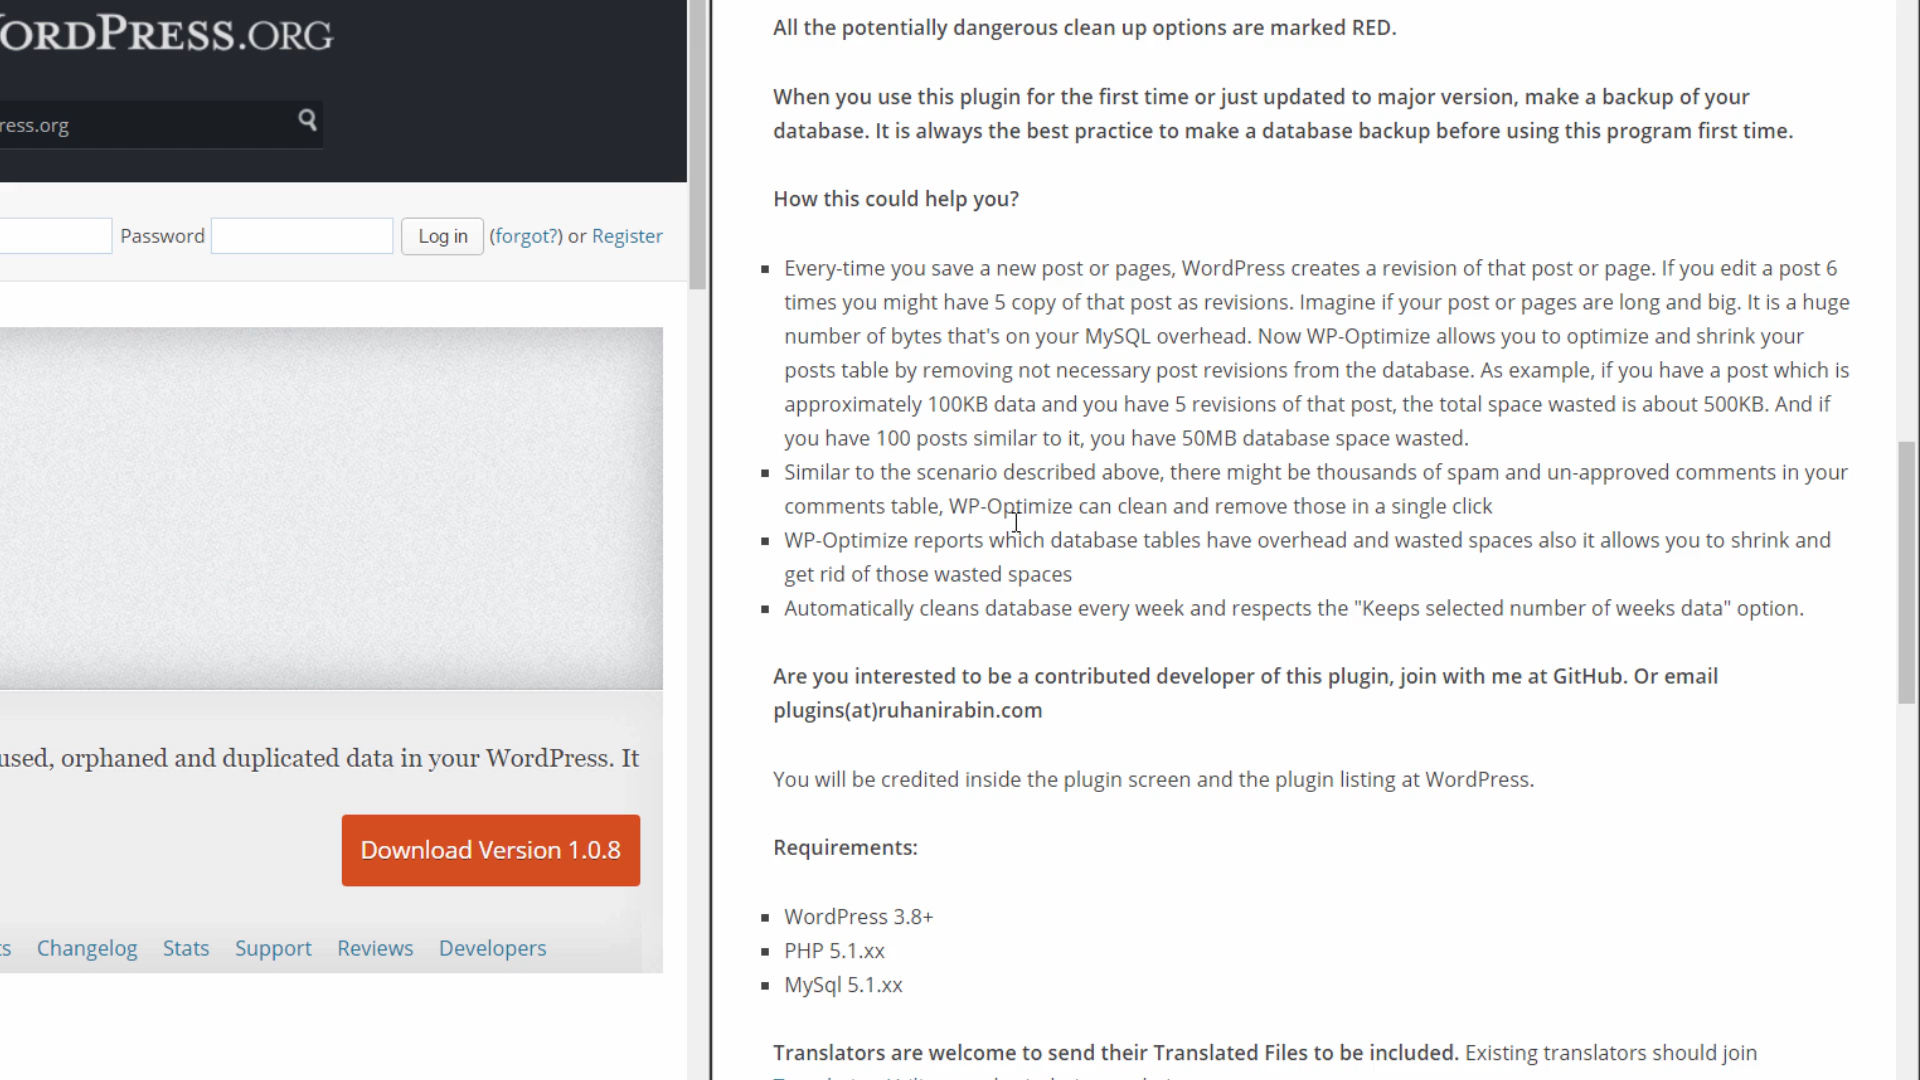 WORDPRESS.ORG
ress.org
Password Log in (forgot?) or Register
used, orphaned and duplicated data in your WordPress. It
Download Version 1.0.8
Changelog Stats Support Reviews Developers
All the potentially dangerous clean up options are marked RED.
When you use this plugin for the first time or just updated to major version, make a backup of your
database. It is always the best practice to make a database backup before using this program first time.
How this could help you?
Every-time you save a new post or pages, WordPress creates a revision of that post or page. If you edit a post 6
times you might have 5 copy of that post as revisions. Imagine if your post or pages are long and big. It is a huge
number of bytes that's on your MySQL overhead. Now WP-Optimize allows you to optimize and shrink your
posts table by removing not necessary post revisions from the database. As example, if you have a post which is
approximately 100KB data and you have 5 revisions of that post, the total space wasted is about 500KB. And if
you have 100 posts similar to it, you have 50MB database space wasted.
Similar to the scenario described above, there might be thousands of spam and un-approved comments in your
comments table, WP-Optimize can clean and remove those in a single click
WP-Optimize reports which database tables have overhead and wasted spaces also it allows you to shrink and
get rid of those wasted spaces
Automatically cleans database every week and respects the "Keeps selected number of weeks data" option.
Are you interested to be a contributed developer of this plugin, join with me at GitHub. Or email
plugins(at)ruhanirabin.com
You will be credited inside the plugin screen and the plugin listing at WordPress.
Requirements:
WordPress 3.8+
PHP 5.1.xx
MySql 5.1.xx
Translators are welcome to send their Translated Files to be included. Existing translators should join